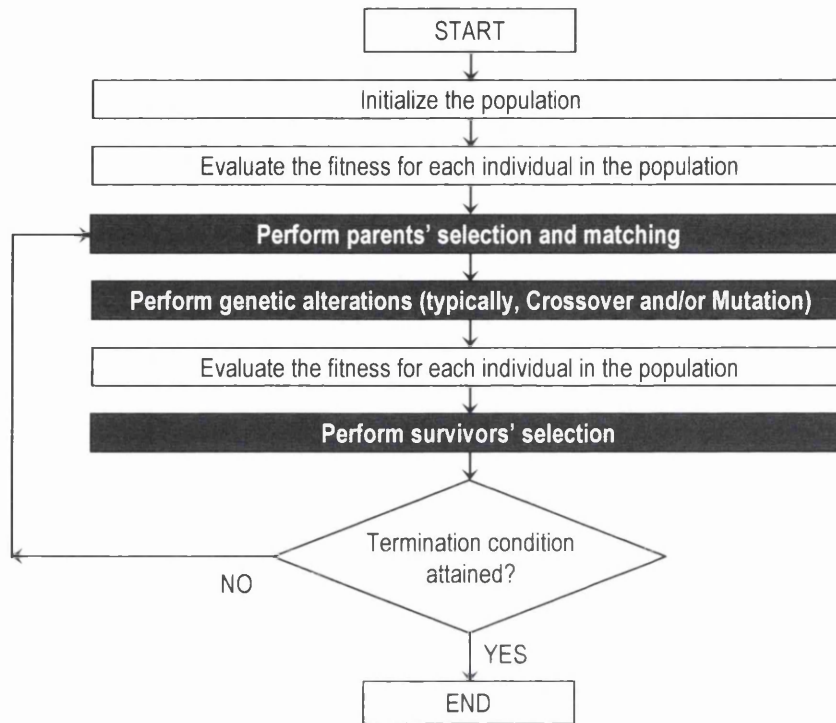 START
Initialize the population
Evaluate the fitness for each individual in the population
Perform parents’ selection and matching
Perform genetic alterations (typically, Crossover and/or Mutation)
Evaluate the fitness for each individual in the population
Perform survivors’ selection
Termination condition
attained?
NO
YES
END